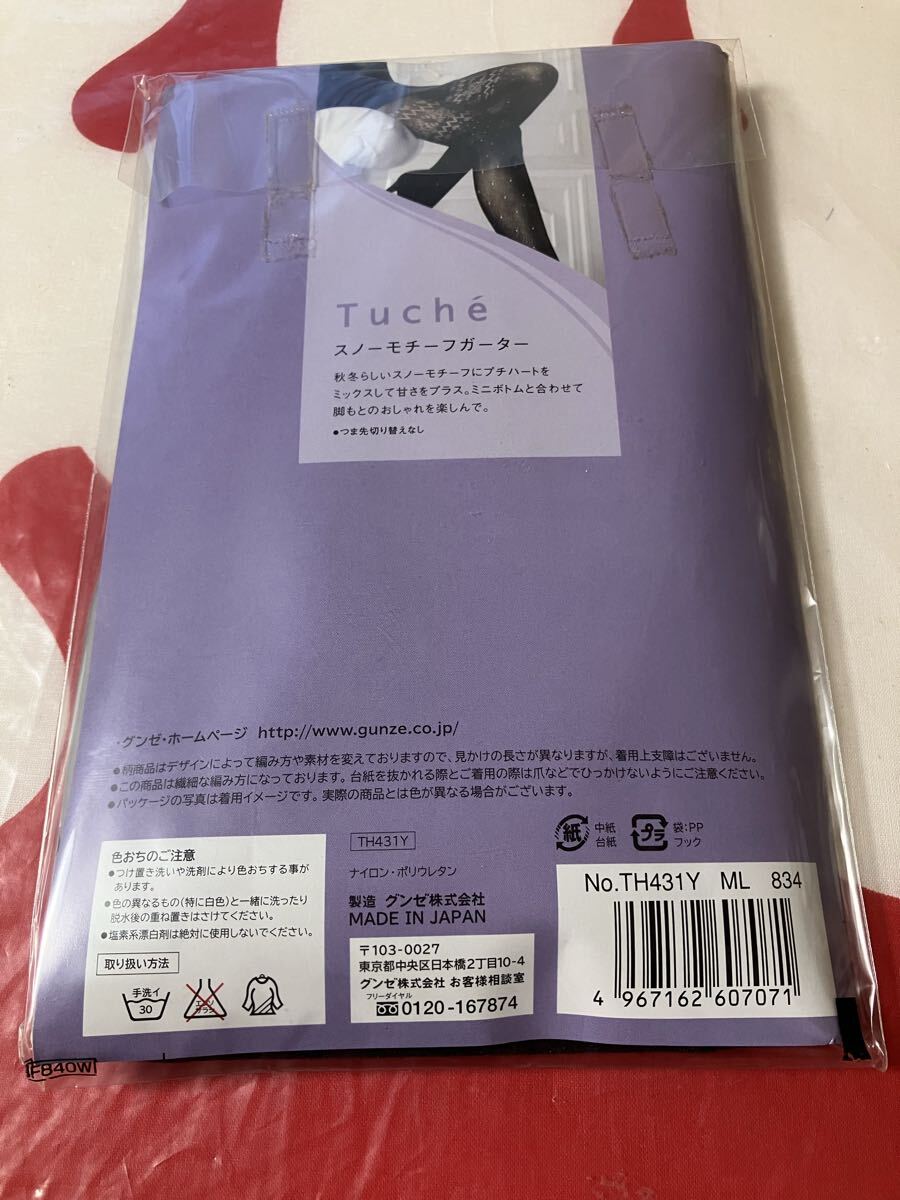 Tuché
スノーモチーフガーター
秋冬らしいスノーモチーフにプチハートを
ミックスして甘さをプラス。ミニボトムと合わせて
脚もとのおしゃれを楽しんで。
●つま先切り替えなし
・グンゼ・ホームページ http://www.gunze.co.jp/
●柄商品はデザインによって編み方や素材を変えておりますので、見かけの長さが異なりますが、着用上支障はございません。
●この商品は繊細な編み方になっております。台紙を抜かれる際とご着用の際は爪などでひっかけないようにご注意ください。
●パッケージの写真は着用イメージです。実際の商品とは色が異なる場合がございます。
色おちのご注意
●つけ置き洗いや洗剤により色おちする事が
あります。
●色の異なるもの(特に白色)と一緒に洗ったり
脱水後の重ね置きはさけてください。
●塩素系漂白剤は絶対に使用しないでください。
取り扱い方法
手洗イ
30
エンソ
サラシ
TH431Y
ナイロン・ポリウレタン
製造 グンゼ株式会社
MADE IN JAPAN
〒103-0027
東京都中央区日本橋2丁目10-4
グンゼ株式会社 お客様相談室
フリーダイヤル
0120-167874
紙 中紙
台紙
プラ 袋:PP
フック
No.TH431Y ML 834
4 967162 607071
F840W